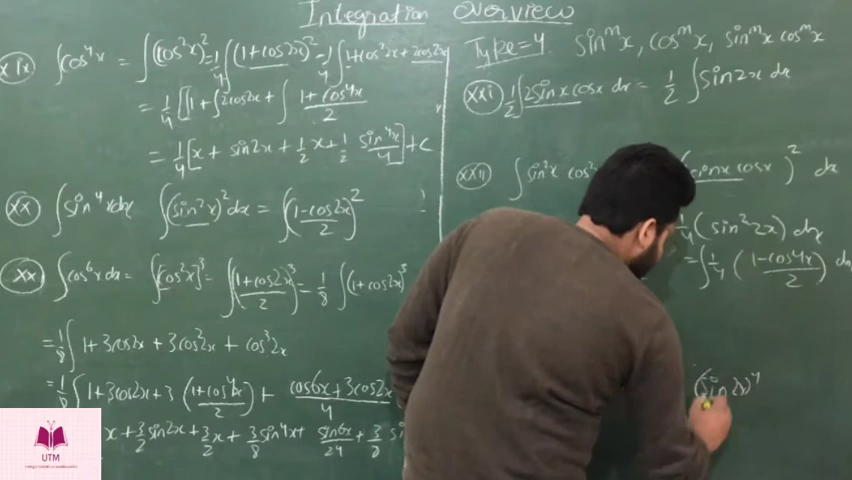 Integration Overview
xix ∫cos⁴x = ∫(cos²x)² = 1/4 ∫(1+cos2x)² = 1/4 ∫1+cos²2x+2cos2x
= 1/4 [∫1+∫2cos2x+ ∫ 1+cos4x/2
= 1/4 [x + sin2x + 1/2 x + 1/2 sin4x/4] + c
xx ∫sin⁴x dx ∫(sin²x)² dx = ∫(1-cos2x/2)²
xx ∫cos⁶x dx = ∫(cos²x)³ = ∫(1+cos2x/2)³ = 1/8 ∫(1+cos2x)³
= 1/8 ∫ 1+3cos2x + 3cos²2x + cos³2x
= 1/8 ∫ 1+3cos2x+3 (1+cos4x/2) + cos6x+3cos2x/4
x + 3/2 sin2x + 3/2 x + 3/8 sin4x + sin6x/24 + 3/8 si
Type=4 sinᵐx, cosᵐx, sinᵐx cosᵐx
xxi 1/2 ∫2sinx cosx dx = 1/2 ∫sin2x dx
xxii ∫sin²x cos² (sinx cosx)² dx
1/4 (sin²2x) dx
= ∫1/4 (1-cos4x/2) dx
(sin2x)⁴
UTM